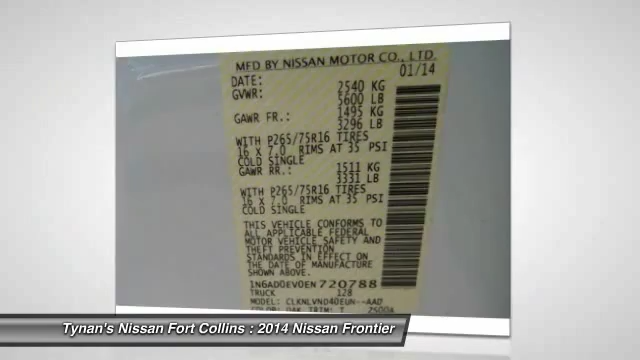 MFD BY NISSAN MOTOR CO., LTD.
DATE: 01/14
GVWR: 2540 KG
5600 LB
GAWR FR.: 1495 KG
3296 LB
WITH P265/75R16 TIRES
16 X 7.0 RIMS AT 35 PSI
COLD SINGLE
GAWR RR.: 1511 KG
3331 LB
WITH P265/75R16 TIRES
16 X 7.0 RIMS AT 35 PSI
COLD SINGLE
THIS VEHICLE CONFORMS TO
ALL APPLICABLE FEDERAL
MOTOR VEHICLE SAFETY AND
THEFT PREVENTION
STANDARDS IN EFFECT ON
THE DATE OF MANUFACTURE
SHOWN ABOVE.
1N6AD0EV0EN720788
TRUCK 128
MODEL: CLKNLVND40EUN--AAD
COLOR: TRIM:
Tynan's Nissan Fort Collins : 2014 Nissan Frontier